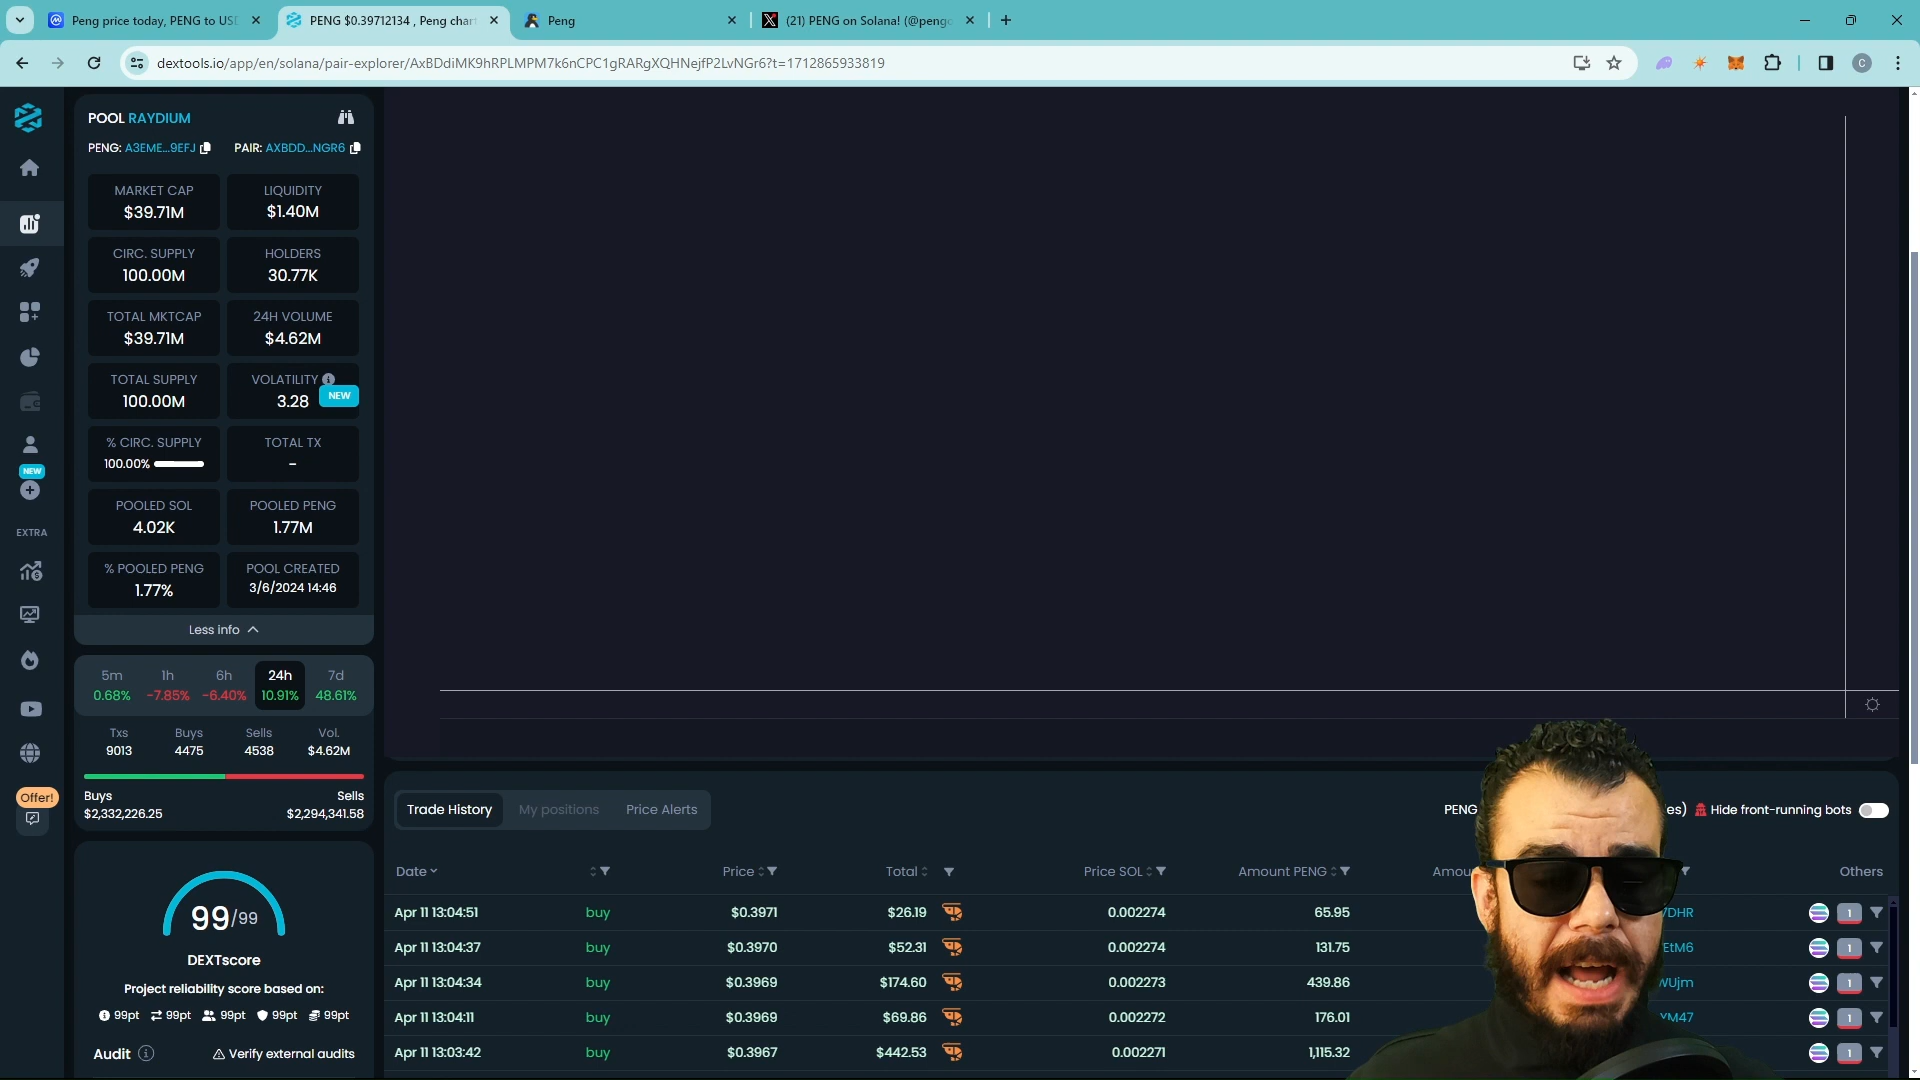 Peng price today, PENG to USD
PENG $0.39712134 , Peng chart
Peng
(21) PENG on Solana! (@pengo
dextools.io/app/en/solana/pair-explorer/AxBDdiMK9hRPLMPM7k6nCPC1gRARgXQHNejfP2LvNGr6?t=1712865933819
C
POOL RAYDIUM
PENG: A3EME...9EFJ PAIR: AXBDD...NGR6
MARKET CAP LIQUIDITY
$39.71M $1.40M
CIRC. SUPPLY HOLDERS
100.00M 30.77K
TOTAL MKTCAP 24H VOLUME
$39.71M $4.62M
TOTAL SUPPLY VOLATILITY
100.00M 3.28 NEW
% CIRC. SUPPLY TOTAL TX
100.00% -
NEW
POOLED SOL POOLED PENG
4.02K 1.77M
EXTRA
% POOLED PENG POOL CREATED
1.77% 3/6/2024 14:46
Less info
5m 1h 6h 24h 7d
0.68% -7.85% -6.40% 10.91% 48.61%
Txs Buys Sells Vol.
9013 4475 4538 $4.62M
Offer!
Buys Sells
$2,332,226.25 $2,294,341.58
99/99
DEXTscore
Project reliability score based on:
99pt 99pt 99pt 99pt 99pt
Audit Verify external audits
Trade History My positions Price Alerts PENG es) Hide front-running bots
Date Price Total Price SOL Amount PENG Amou Others
Apr 11 13:04:51 buy $0.3971 $26.19 0.002274 65.95 7DHR 1
Apr 11 13:04:37 buy $0.3970 $52.31 0.002274 131.75 EtM6 1
Apr 11 13:04:34 buy $0.3969 $174.60 0.002273 439.86 WUjm 1
Apr 11 13:04:11 buy $0.3969 $69.86 0.002272 176.01 YM47 1
Apr 11 13:03:42 buy $0.3967 $442.53 0.002271 1,115.32 1